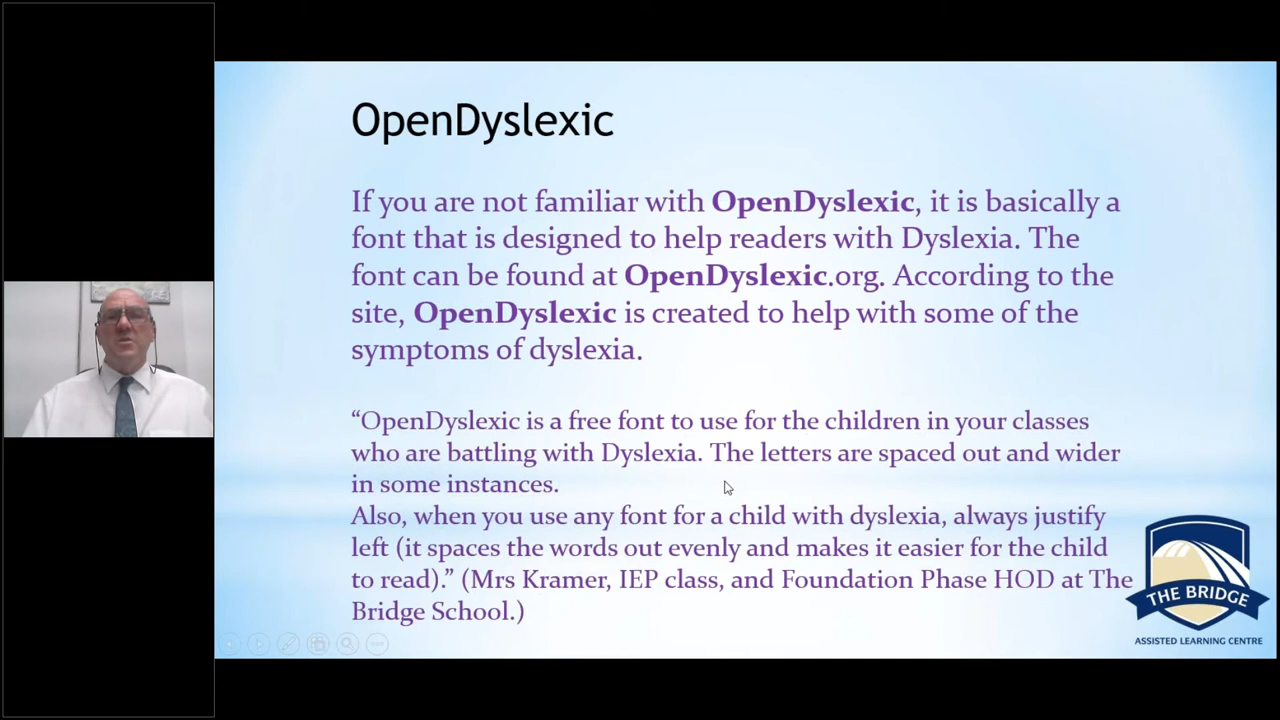 OpenDyslexic
If you are not familiar with OpenDyslexic, it is basically a
font that is designed to help readers with Dyslexia. The
font can be found at OpenDyslexic.org. According to the
site, OpenDyslexic is created to help with some of the
symptoms of dyslexia.
“OpenDyslexic is a free font to use for the children in your classes
who are battling with Dyslexia. The letters are spaced out and wider
in some instances.
Also, when you use any font for a child with dyslexia, always justify
left (it spaces the words out evenly and makes it easier for the child
to read).” (Mrs Kramer, IEP class, and Foundation Phase HOD at The
Bridge School.)
THE BRIDGE
ASSISTED LEARNING CENTRE